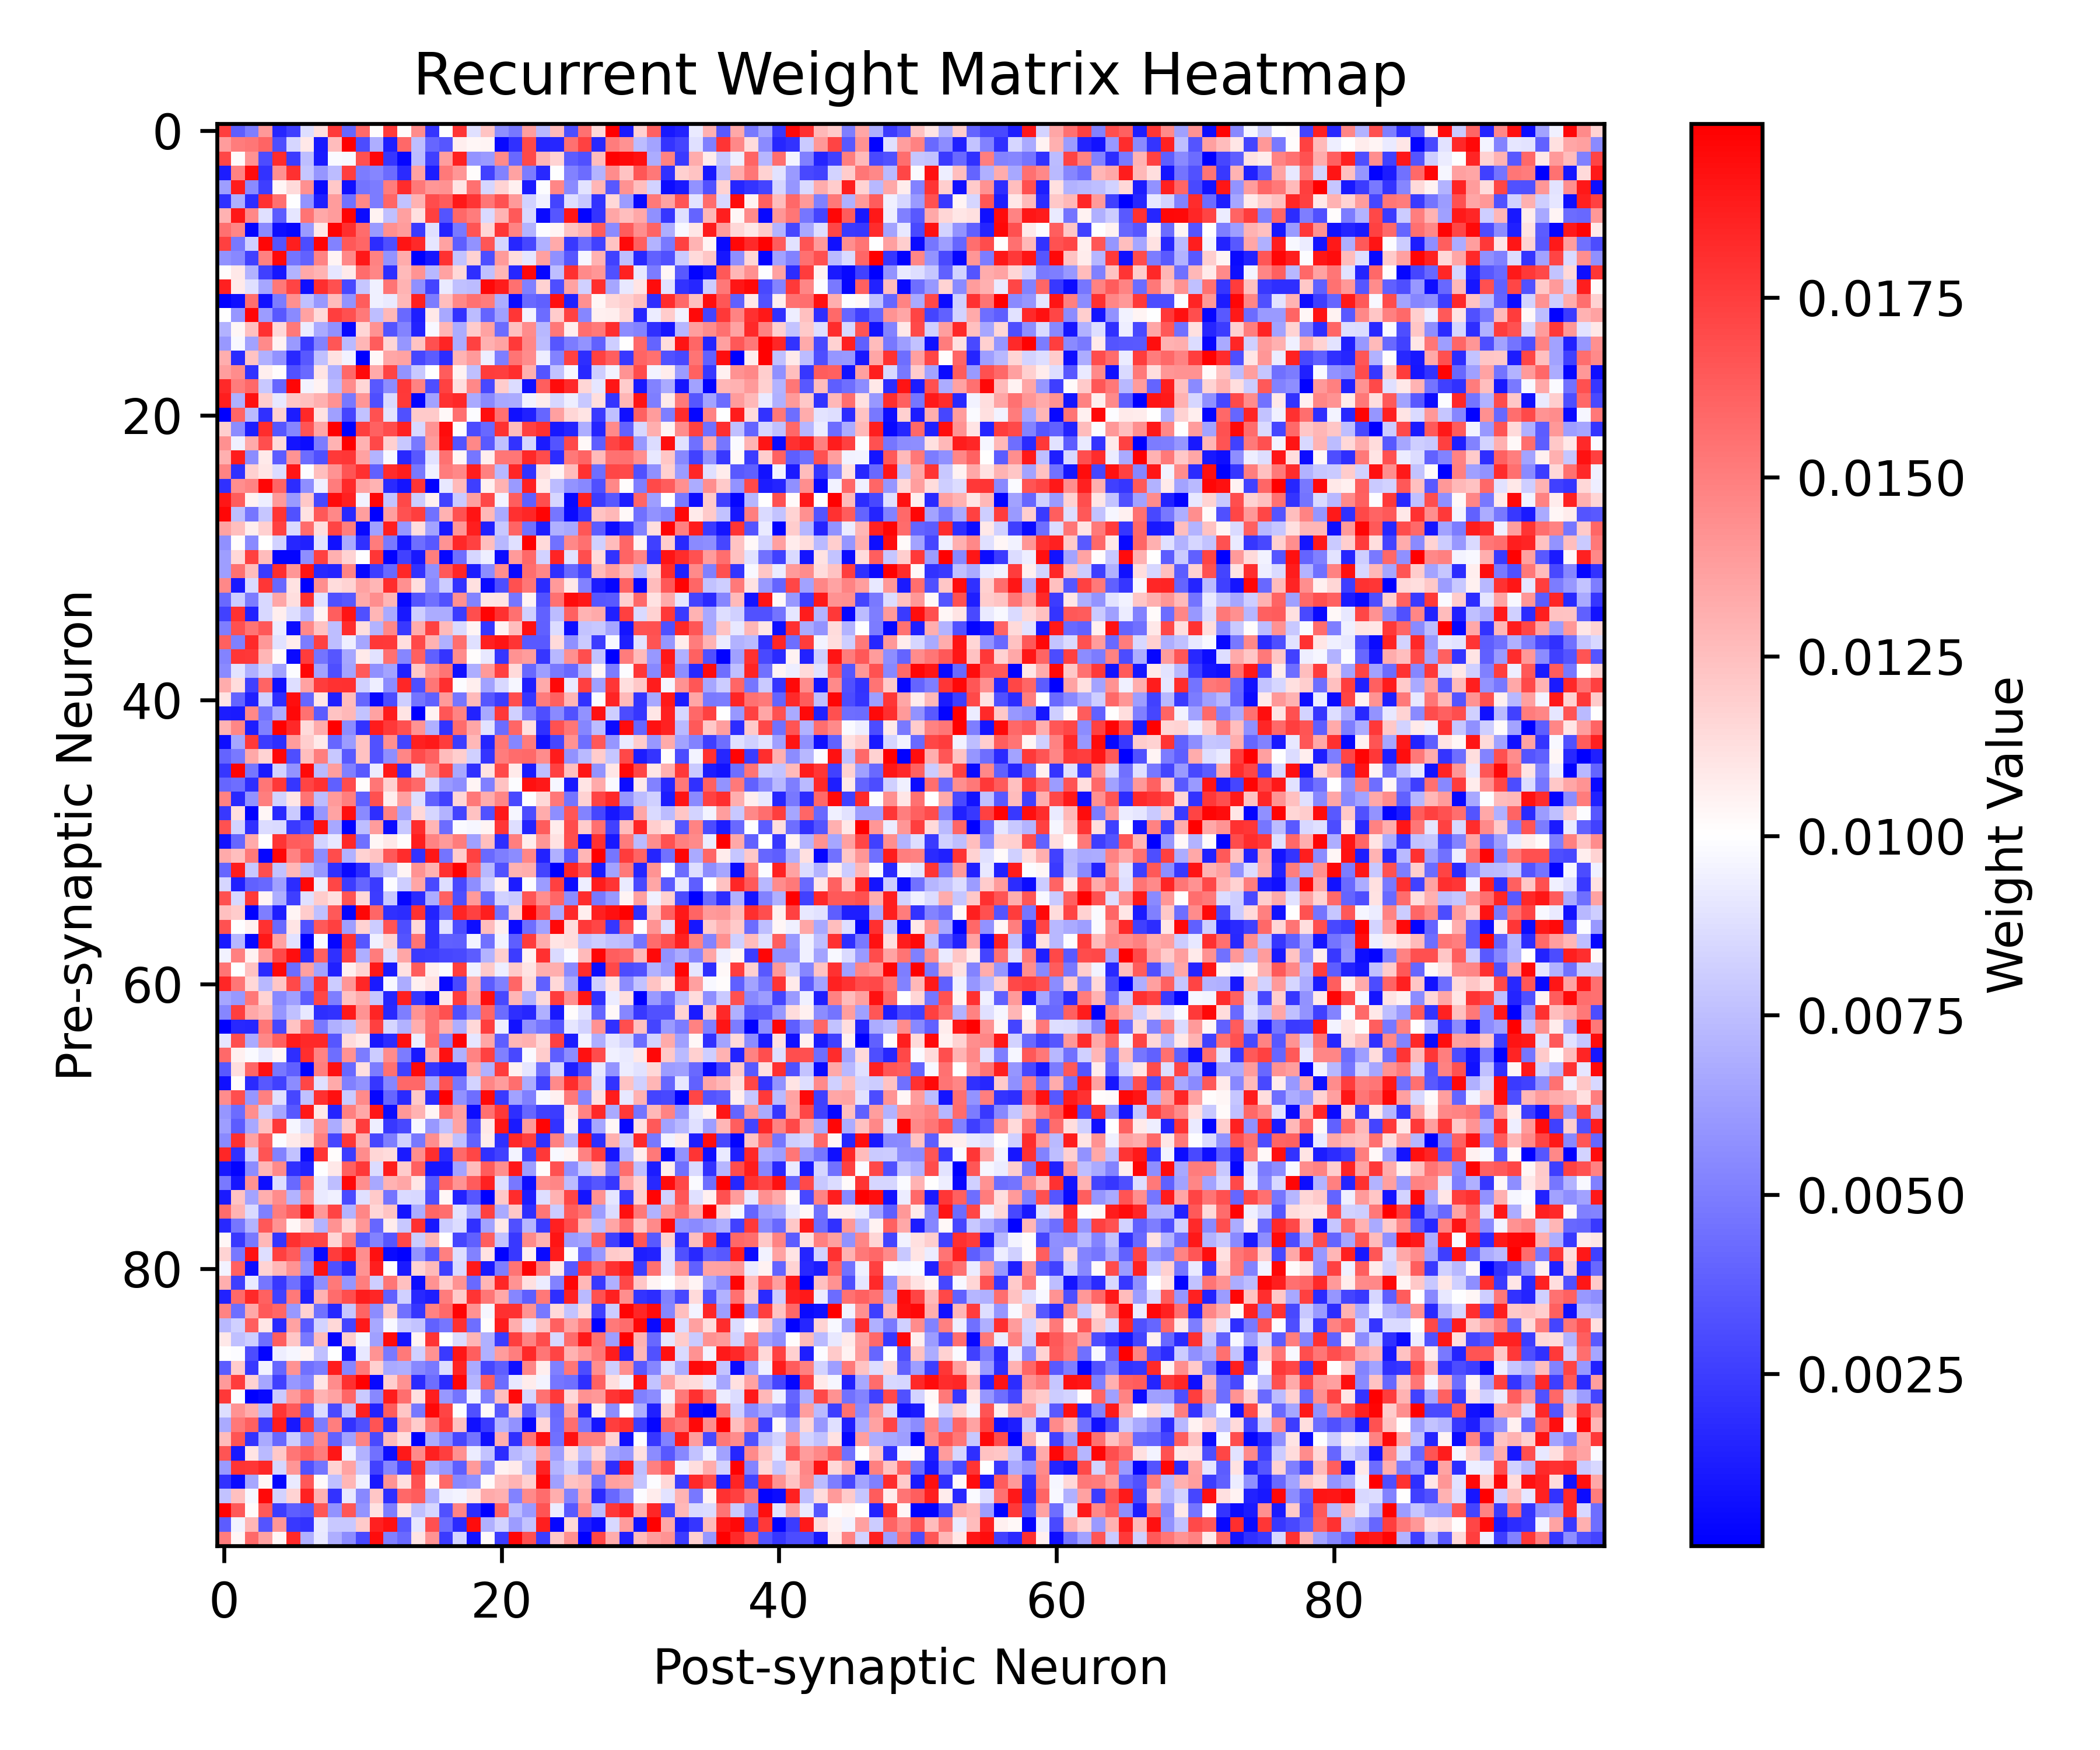 Recurrent Weight Matrix Heatmap
0
20
40
60
80
Pre-synaptic Neuron
0 20 40 60 80
Post-synaptic Neuron
0.0175
0.0150
0.0125
0.0100
0.0075
0.0050
0.0025
Weight Value